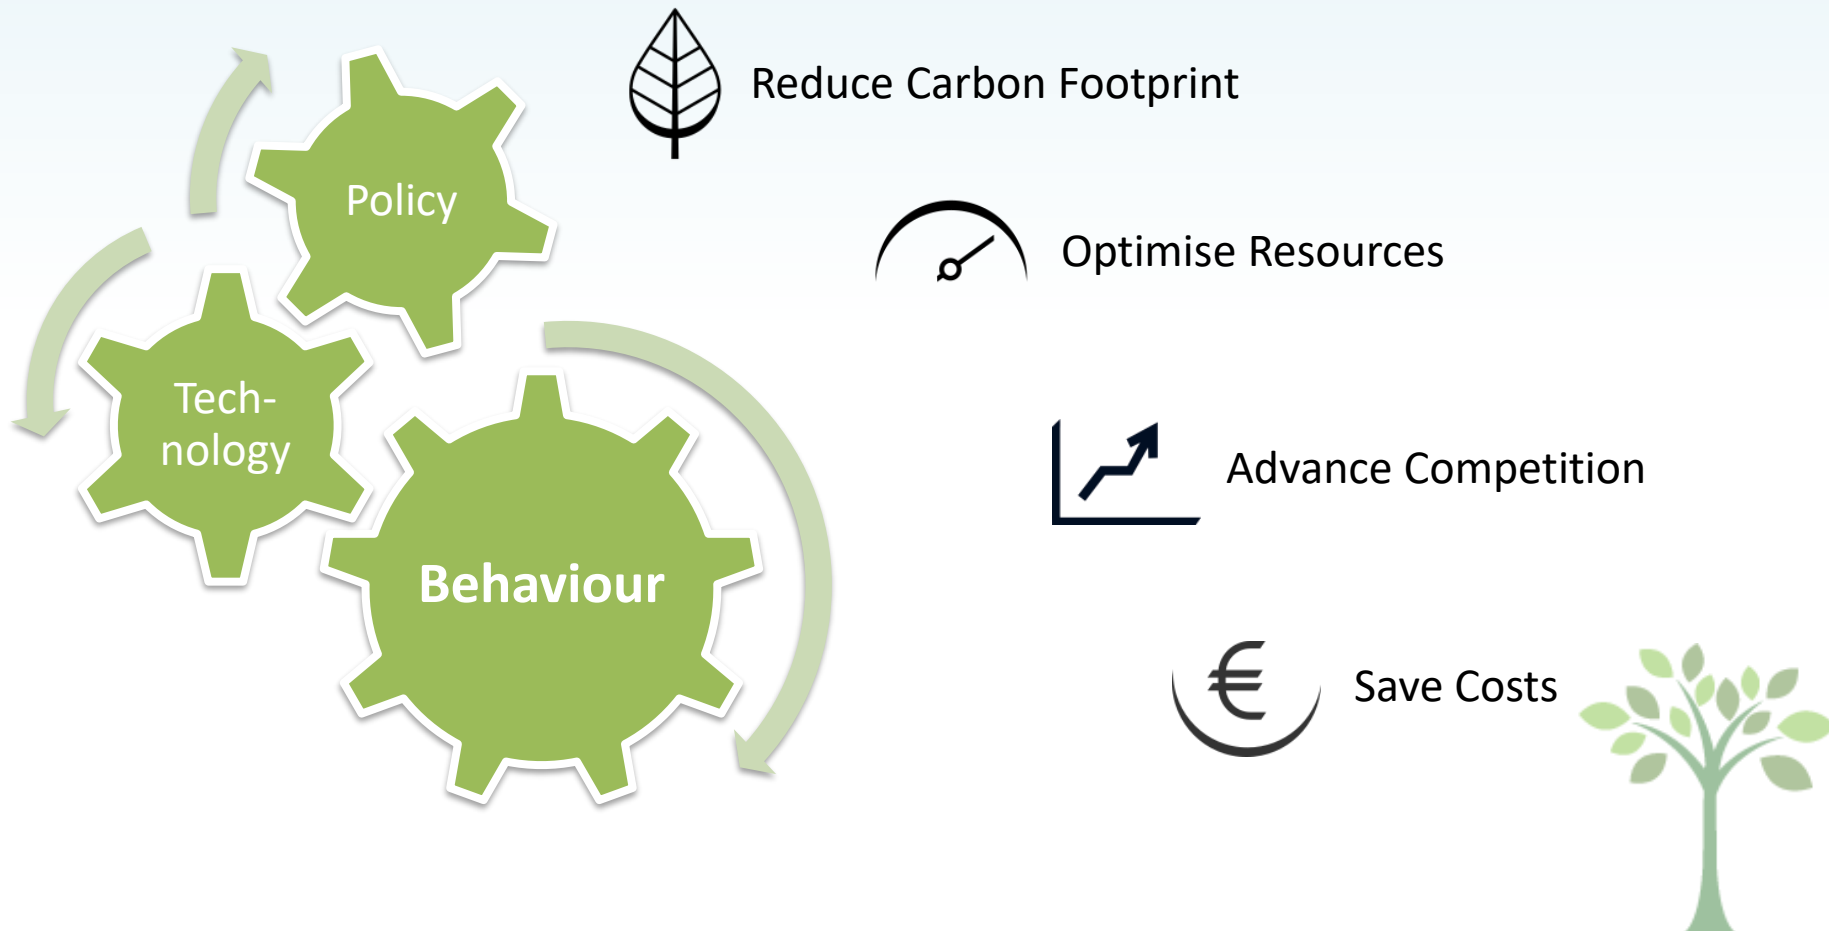 Policy
Tech-
nology
Behaviour
Reduce Carbon Footprint
Optimise Resources
Advance Competition
€
Save Costs